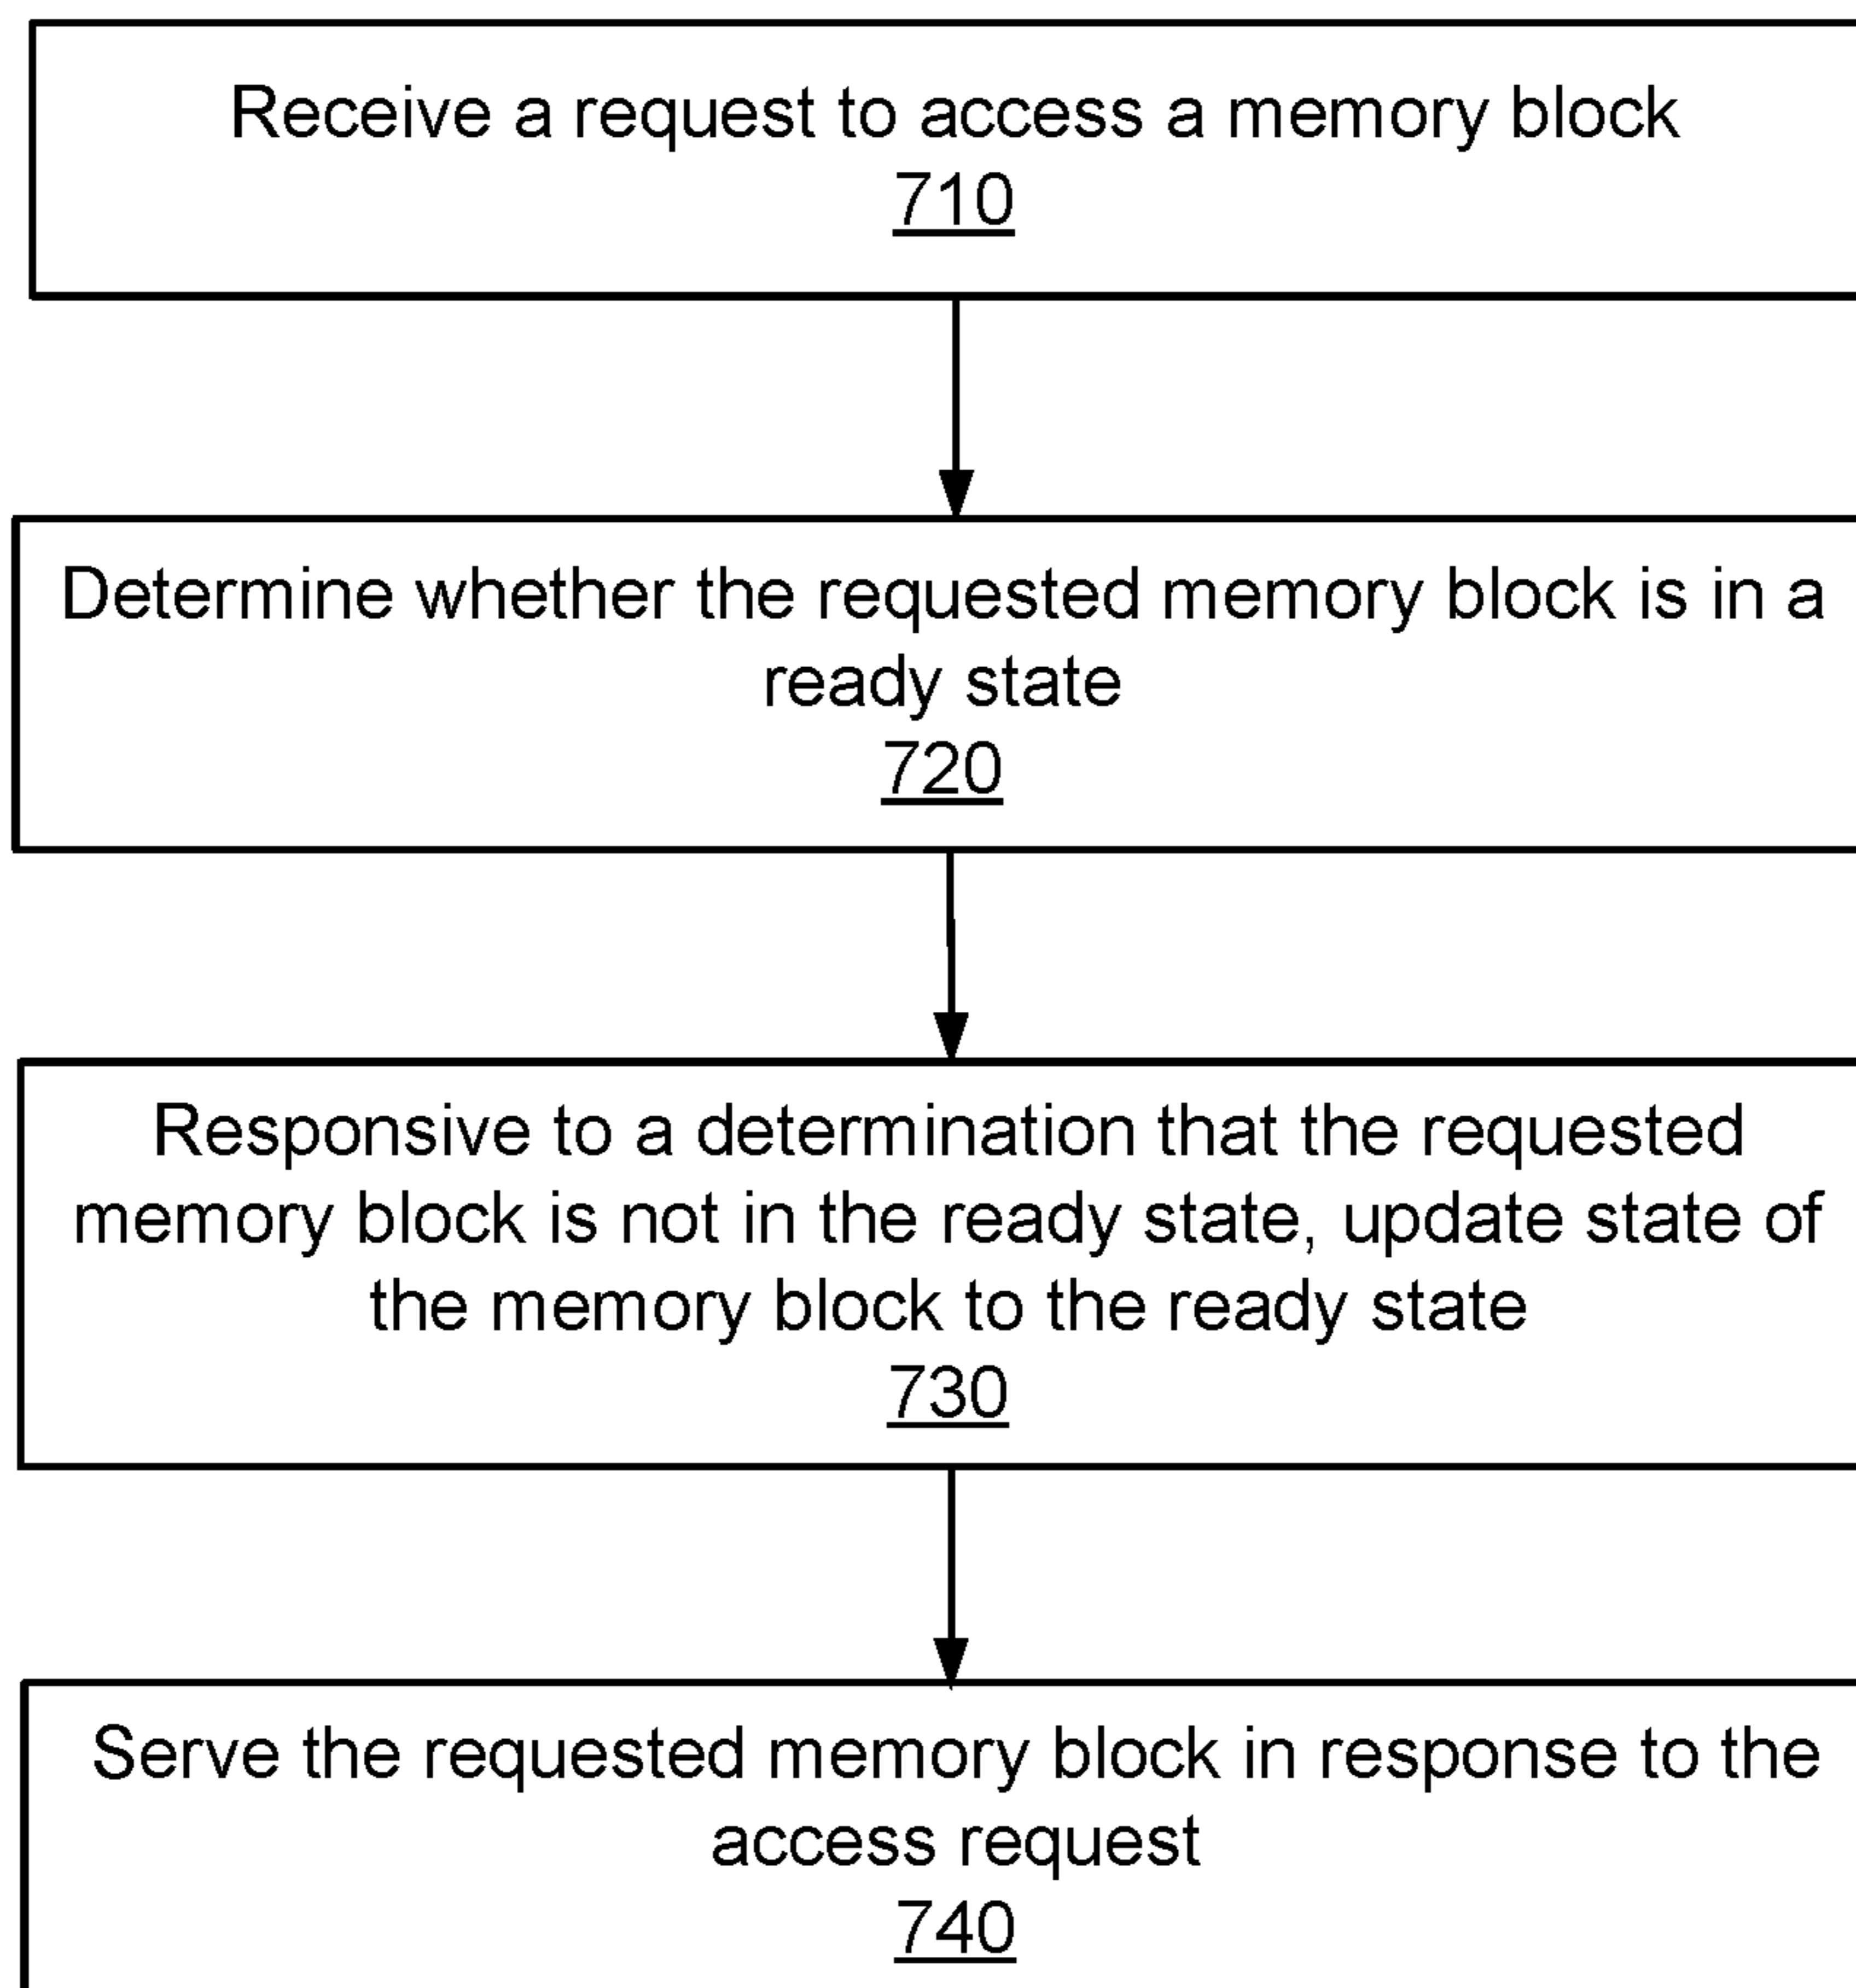 Receive a request to access a memory block
710
Determine whether the requested memory block is in a
ready state
720
Responsive to a determination that the requested
memory block is not in the ready state, update state of
the memory block to the ready state
730
Serve the requested memory block in response to the
access request
740